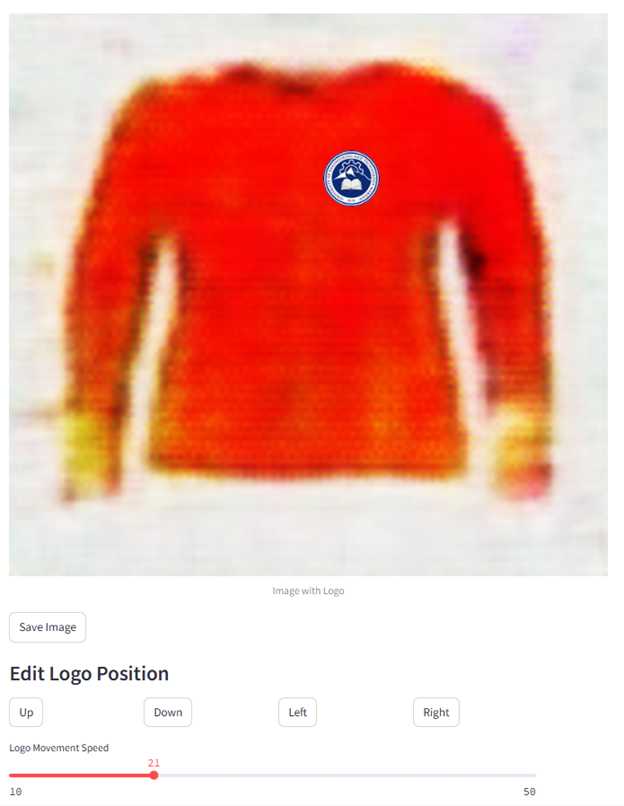 Image with Logo
Save Image
Edit Logo Position
Up Down Left Right
Logo Movement Speed
21
10 50